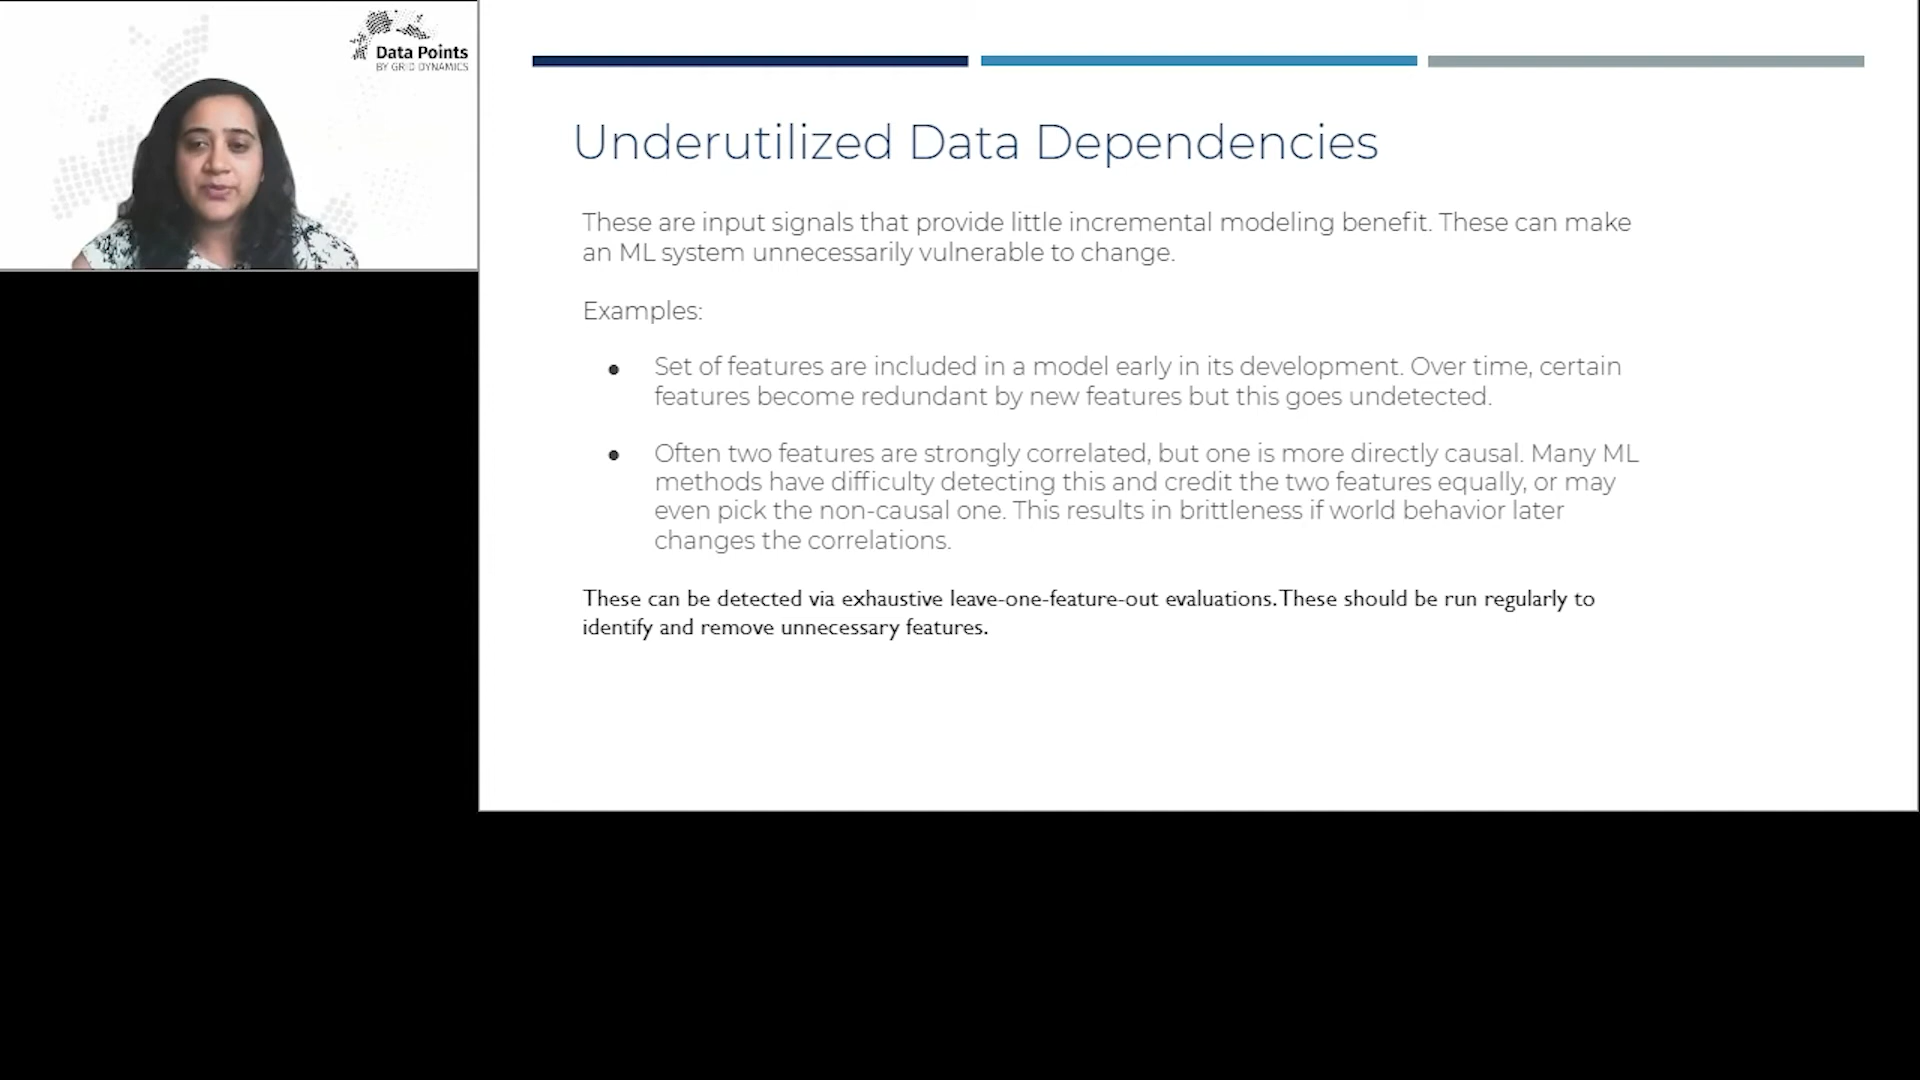 Data Points
BY GRID DYNAMICS
Underutilized Data Dependencies
These are input signals that provide little incremental modeling benefit. These can make
an ML system unnecessarily vulnerable to change.
Examples:
● Set of features are included in a model early in its development. Over time, certain
features become redundant by new features but this goes undetected.
● Often two features are strongly correlated, but one is more directly causal. Many ML
methods have difficulty detecting this and credit the two features equally, or may
even pick the non-causal one. This results in brittleness if world behavior later
changes the correlations.
These can be detected via exhaustive leave-one-feature-out evaluations.These should be run regularly to
identify and remove unnecessary features.